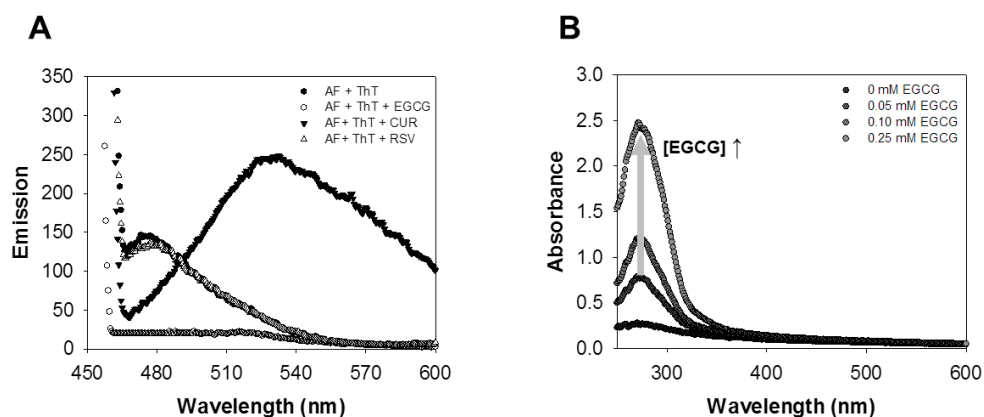 A
Emission
350
300
250
200
150
100
50
0
450
480
510
540
570
600
Wavelength (nm)
AF + ThT
AF + ThT + EGCG
AF+ ThT + CUR
AF+ ThT + RSV
B
Absorbance
3.0
2.5
2.0
1.5
1.0
0.5
0.0
300
400
500
600
Wavelength (nm)
0 mM EGCG
0.05 mM EGCG
0.10 mM EGCG
0.25 mM EGCG
[EGCG] ↑